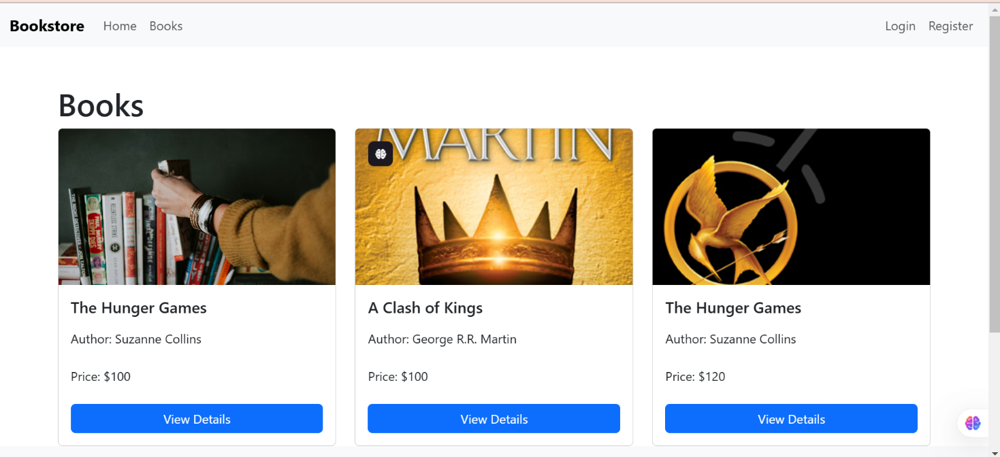 Bookstore Home Books Login Register
Books
MARTIN
The Hunger Games
Author: Suzanne Collins
Price: $100
View Details
A Clash of Kings
Author: George R.R. Martin
Price: $100
View Details
The Hunger Games
Author: Suzanne Collins
Price: $120
View Details